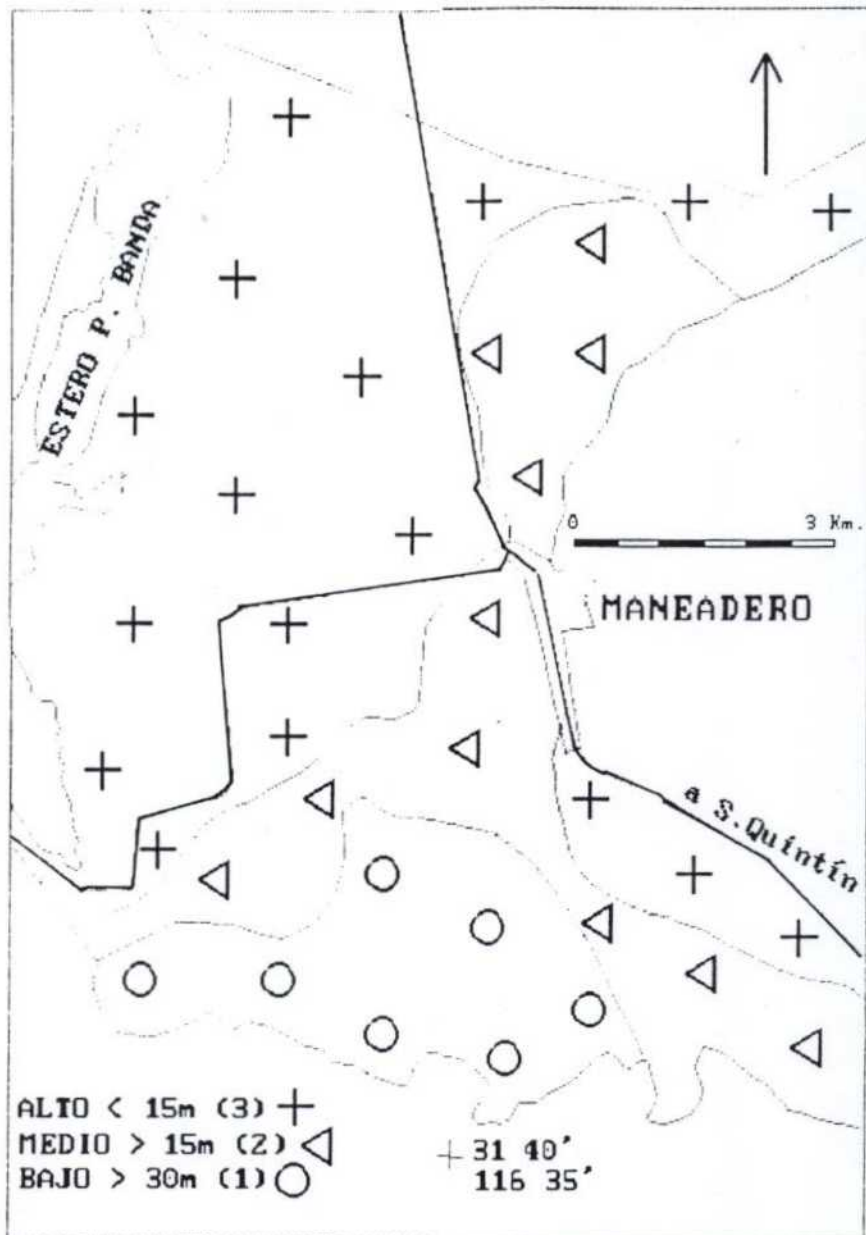 ESTERO P. BANDA
0 3 Km.
MANEADERO
a S.Quintín
ALTO < 15m (3)
MEDIO > 15m (2)
BAJO > 30m (1)
31 40'
116 35'